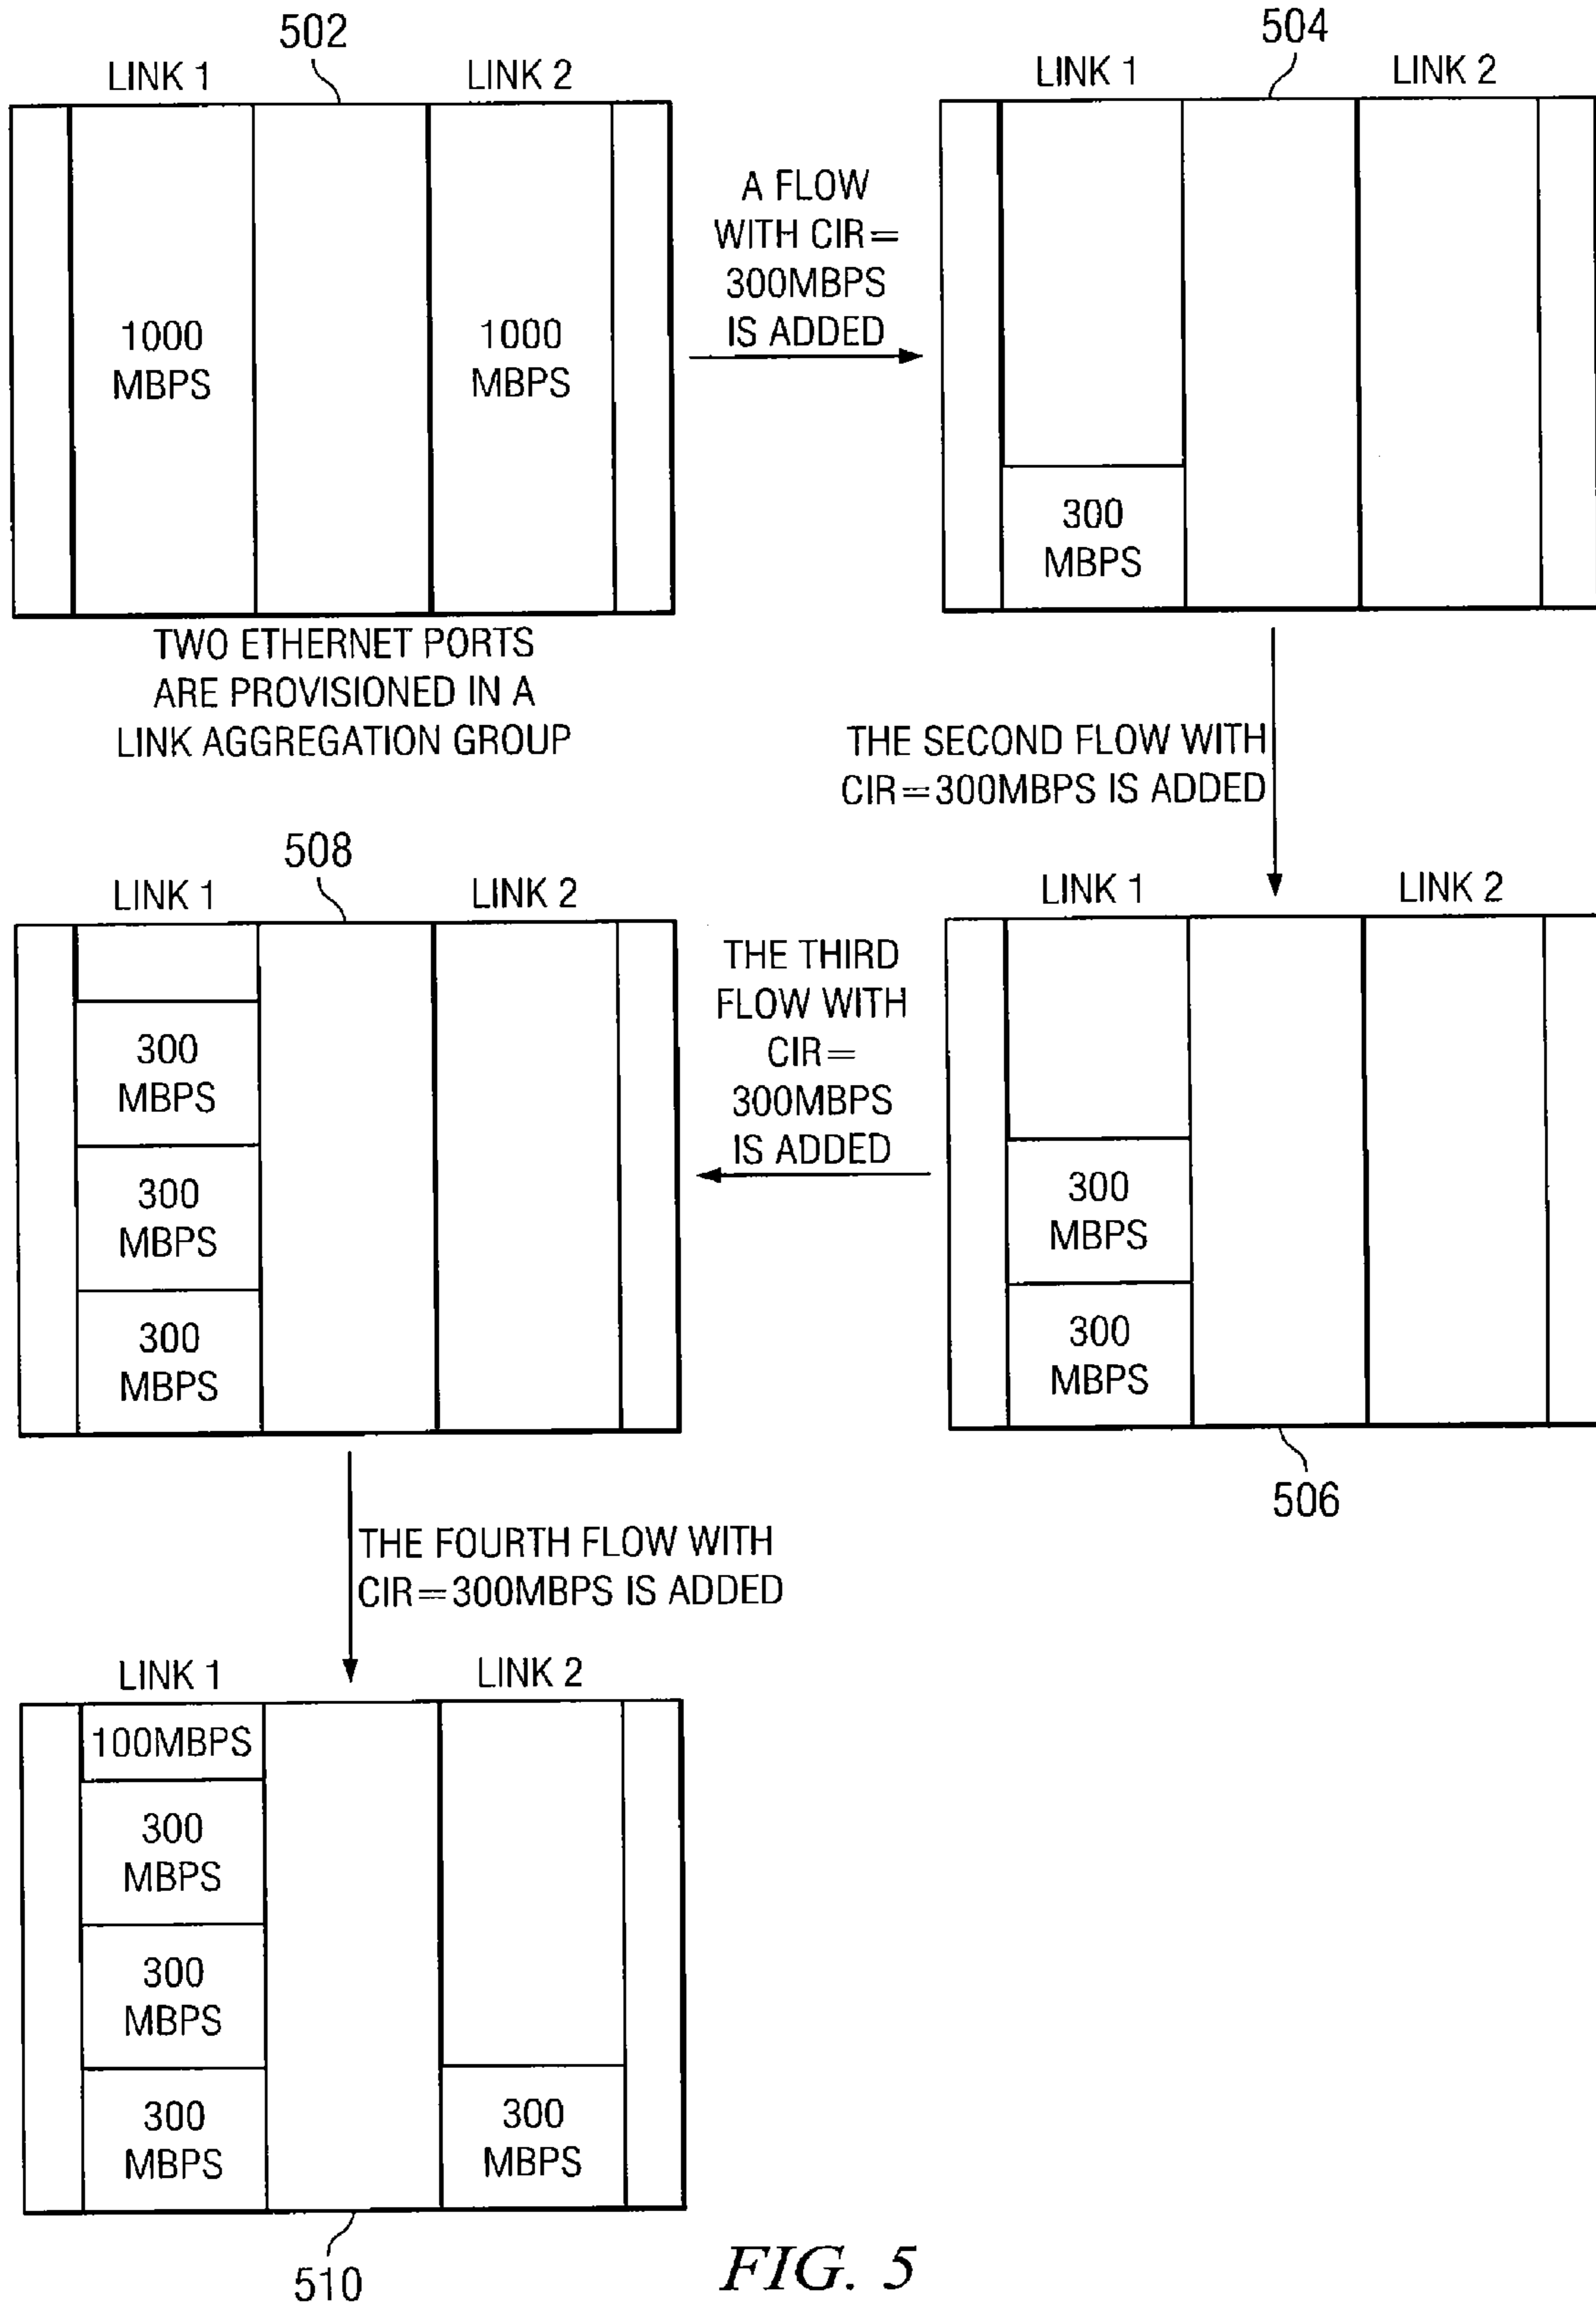 502
LINK 1
LINK 2
1000
MBPS
1000
MBPS
TWO ETHERNET PORTS
ARE PROVISIONED IN A
LINK AGGREGATION GROUP
A FLOW
WITH CIR=
300MBPS
IS ADDED
504
LINK 1
LINK 2
300
MBPS
THE SECOND FLOW WITH
CIR=300MBPS IS ADDED
LINK 1
LINK 2
300
MBPS
300
MBPS
506
THE THIRD
FLOW WITH
CIR=
300MBPS
IS ADDED
508
LINK 1
LINK 2
300
MBPS
300
MBPS
300
MBPS
THE FOURTH FLOW WITH
CIR=300MBPS IS ADDED
LINK 1
LINK 2
100MBPS
300
MBPS
300
MBPS
300
MBPS
300
MBPS
510
FIG. 5